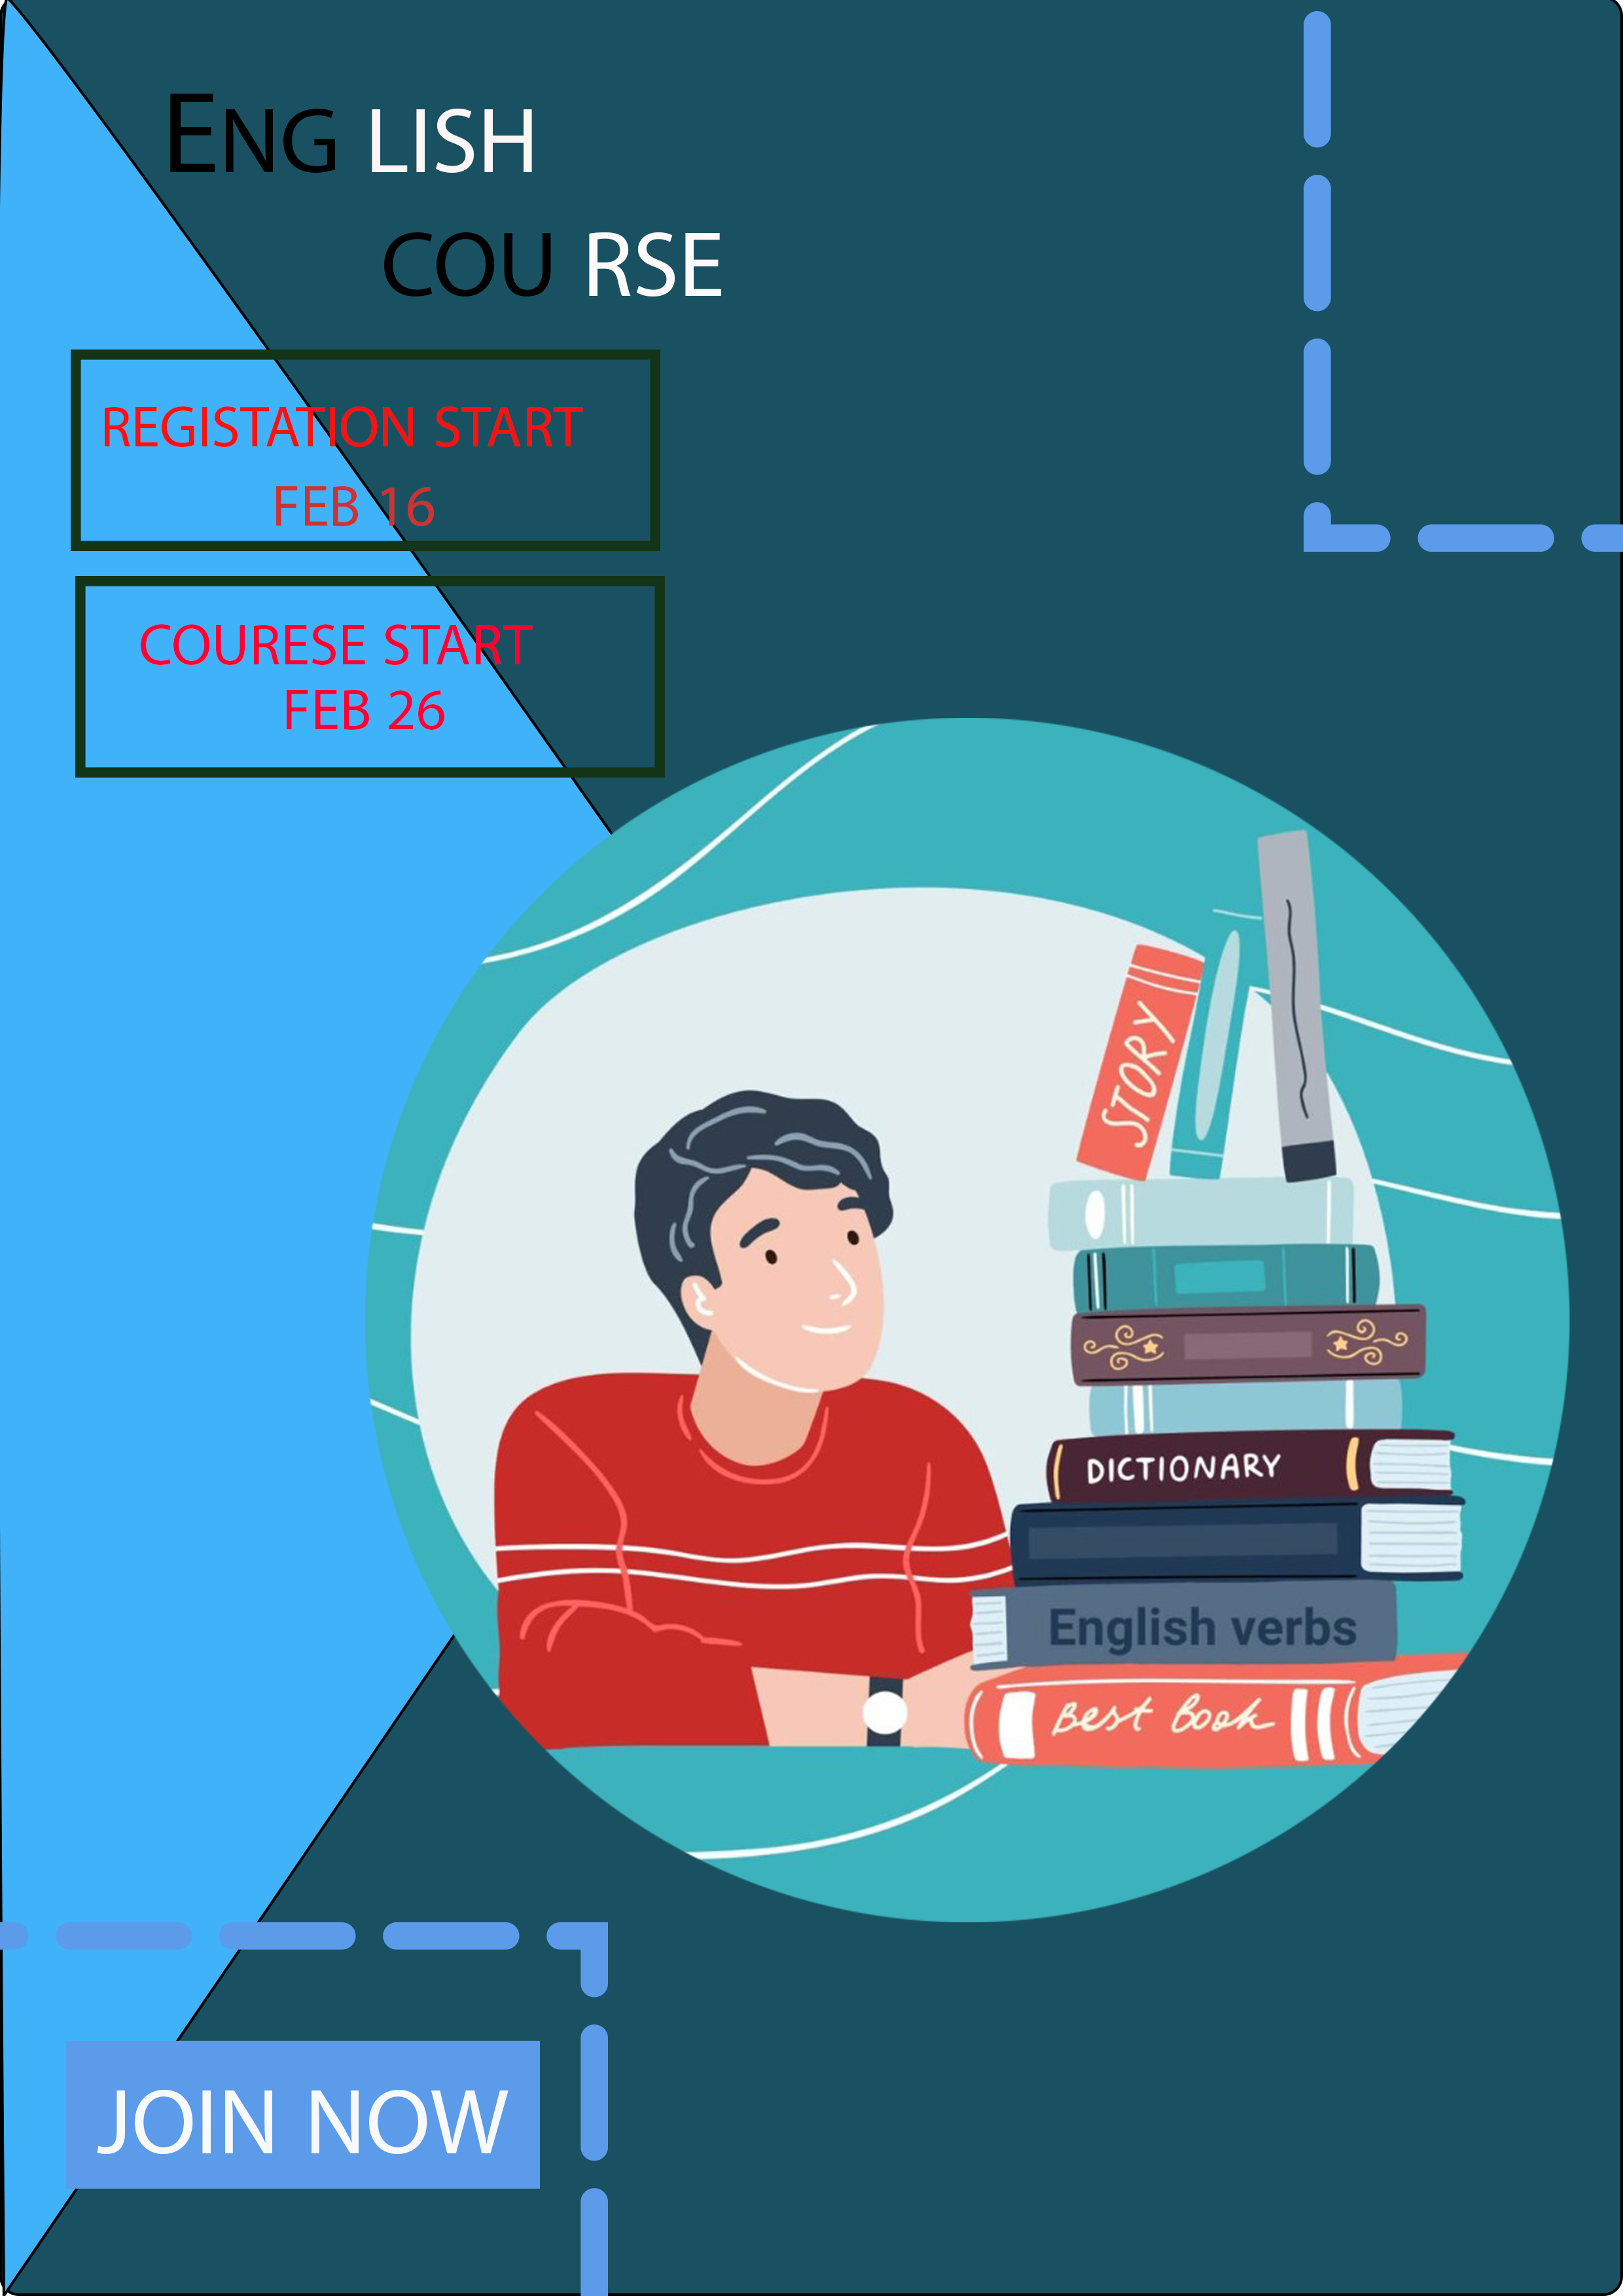 ENG LISH
COU RSE
REGISTATION START
FEB 16
COURESE START
FEB 26
STORY
DICTIONARY
English verbs
Best Book
JOIN NOW